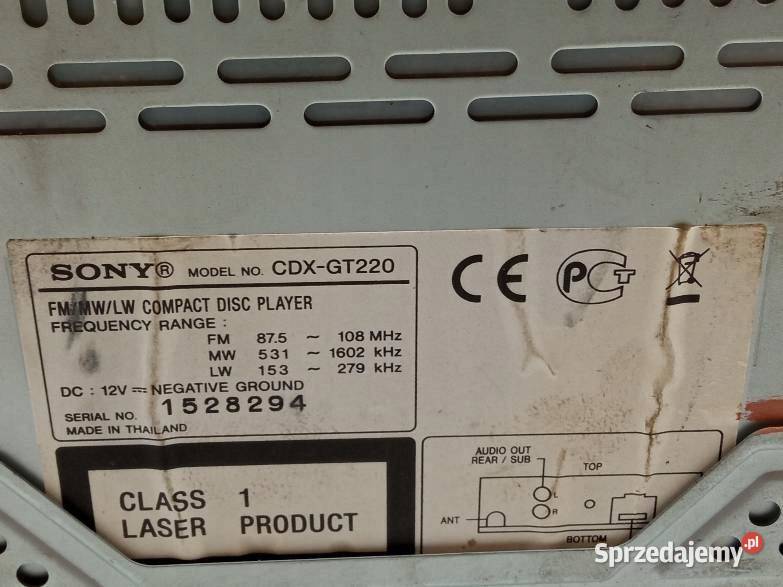 SONY® MODEL NO. CDX-GT220
FM/MW/LW COMPACT DISC PLAYER
FREQUENCY RANGE :
FM 87.5 ~ 108 MHz
MW 531 ~ 1602 kHz
LW 153 ~ 279 kHz
DC : 12V ⎓ NEGATIVE GROUND
SERIAL NO. 1528294
MADE IN THAILAND
CE PCT
CLASS 1
LASER PRODUCT
AUDIO OUT
REAR / SUB
TOP
L
R
ANT
BOTTOM
Sprzedajemy.pl